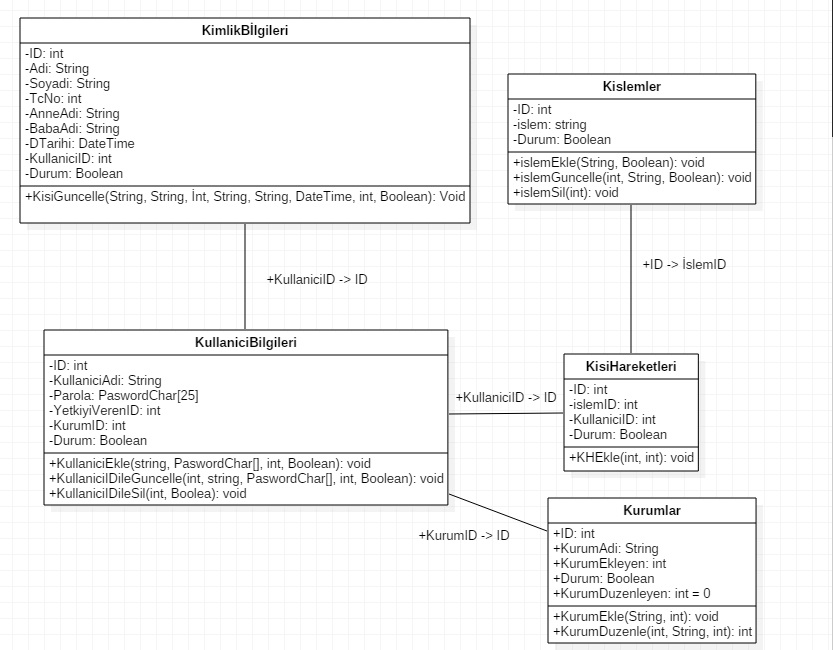 KimlikBİlgileri
-ID: int
-Adi: String
-Soyadi: String
-TcNo: int
-AnneAdi: String
-BabaAdi: String
-DTarihi: DateTime
-KullaniciID: int
-Durum: Boolean
+KisiGuncelle(String, String, İnt, String, String, DateTime, int, Boolean): Void
Kislemler
-ID: int
-islem: string
-Durum: Boolean
+islemEkle(String, Boolean): void
+islemGuncelle(int, String, Boolean): void
+islemSil(int): void
+KullaniciID -> ID
+ID -> İslemID
KullaniciBilgileri
-ID: int
-KullaniciAdi: String
-Parola: PaswordChar[25]
-YetkiyiVerenID: int
-KurumID: int
-Durum: Boolean
+KullaniciEkle(string, PaswordChar[], int, Boolean): void
+KullaniciIDileGuncelle(int, string, PaswordChar[], int, Boolean): void
+KullaniciIDileSil(int, Boolea): void
+KullaniciID -> ID
KisiHareketleri
-ID: int
-islemID: int
-KullaniciID: int
-Durum: Boolean
+KHEkle(int, int): void
+KurumID -> ID
Kurumlar
+ID: int
+KurumAdi: String
+KurumEkleyen: int
+Durum: Boolean
+KurumDuzenleyen: int = 0
+KurumEkle(String, int): void
+KurumDuzenle(int, String, int): int